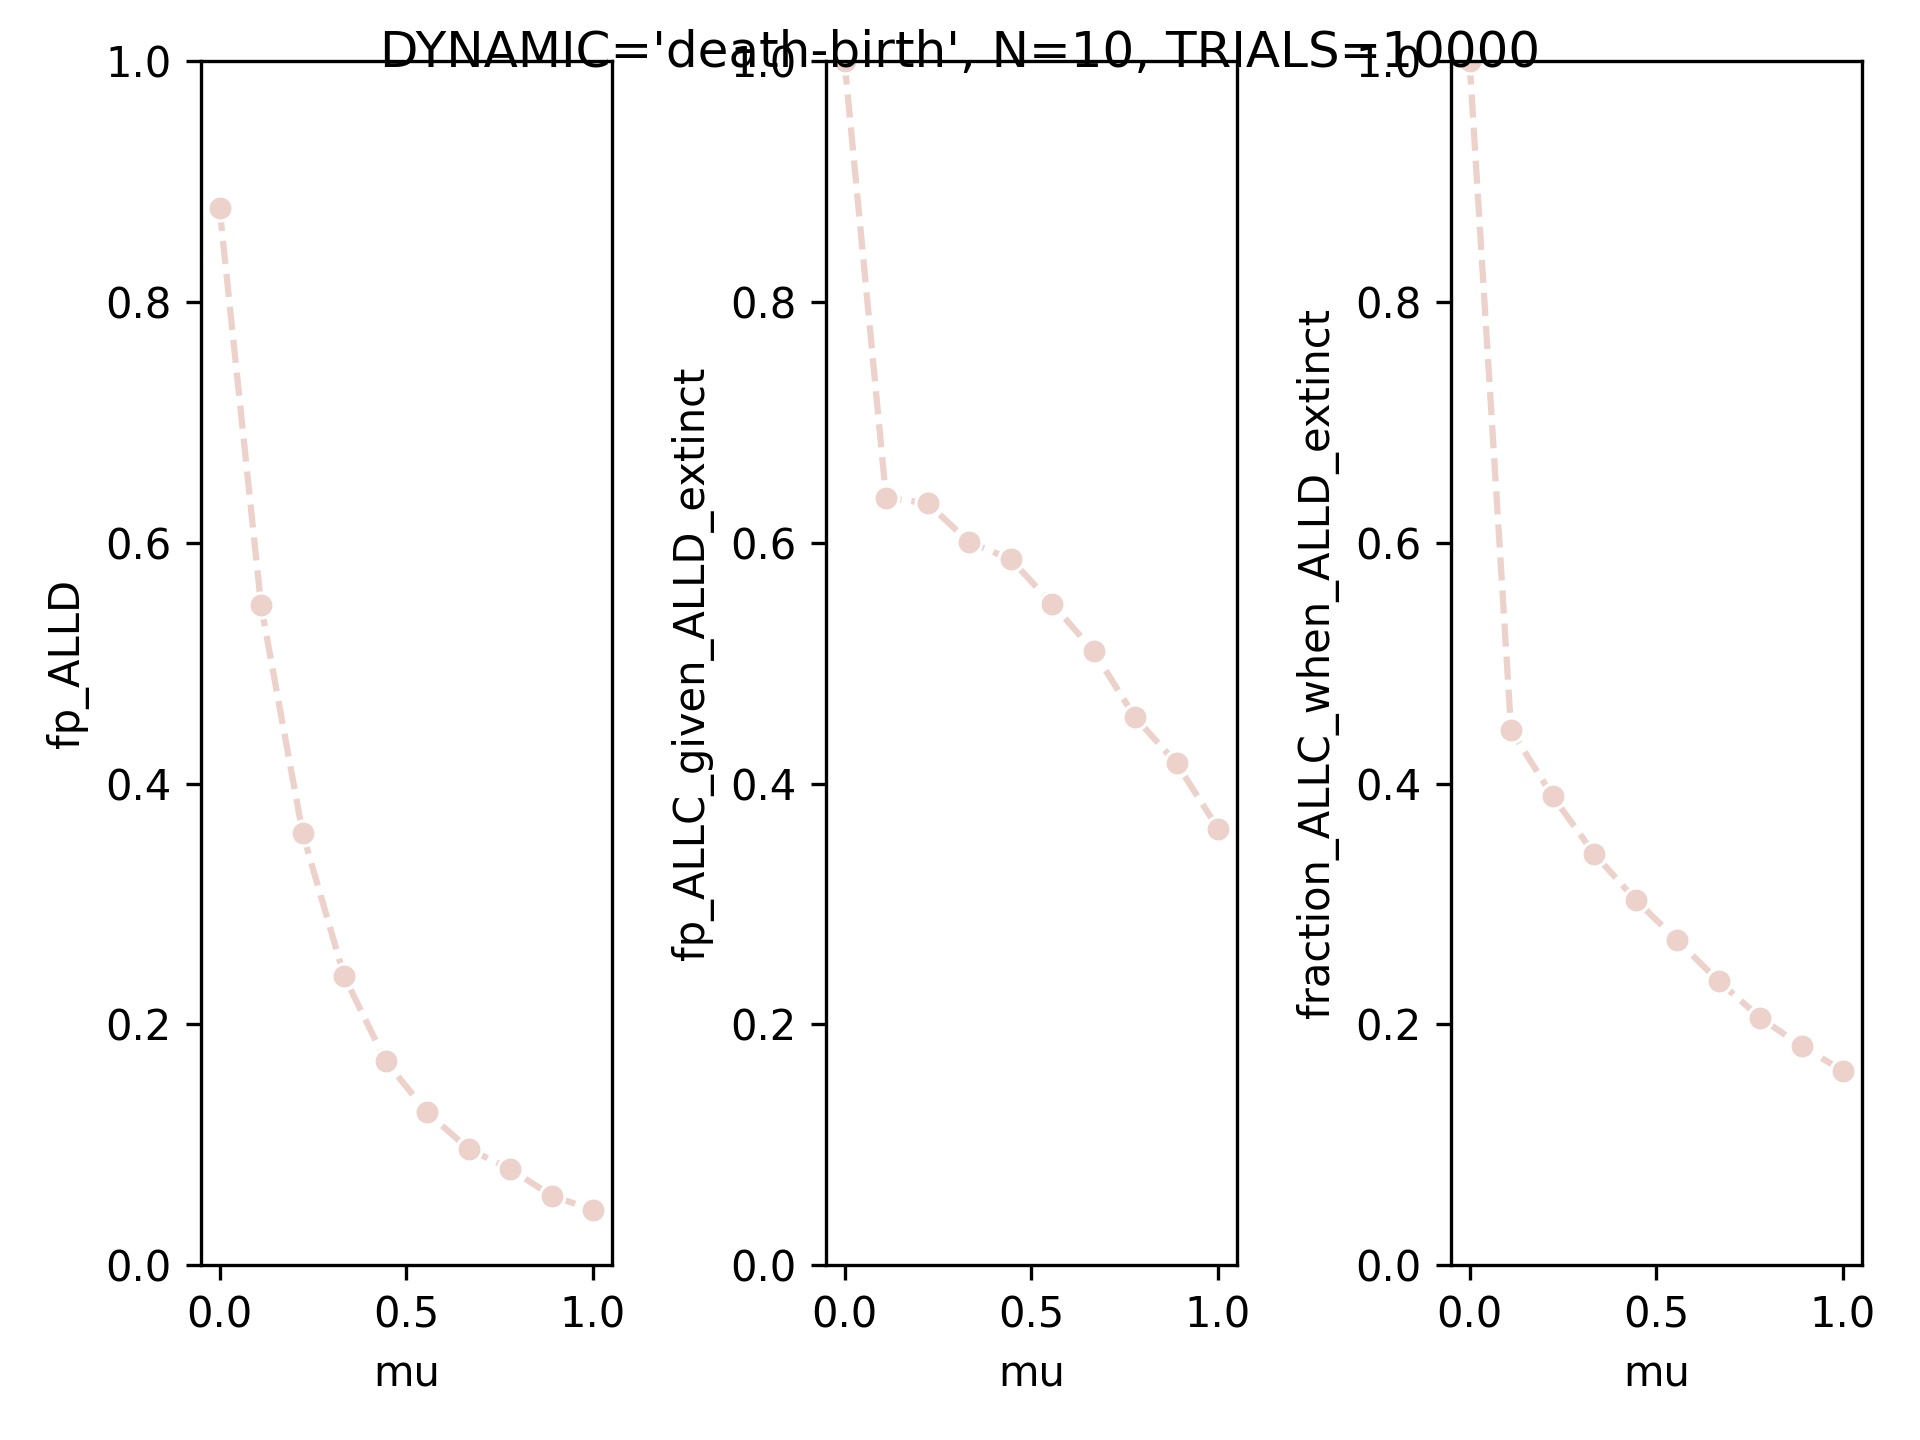 DYNAMIC='death-birth', N=10, TRIALS=10000
fp_ALLD
1.0
0.8
0.6
0.4
0.2
0.0
0.0 0.5 1.0
mu
fp_ALLC_given_ALLD_extinct
1.0
0.8
0.6
0.4
0.2
0.0
0.0 0.5 1.0
mu
fraction_ALLC_when_ALLD_extinct
1.0
0.8
0.6
0.4
0.2
0.0
0.0 0.5 1.0
mu